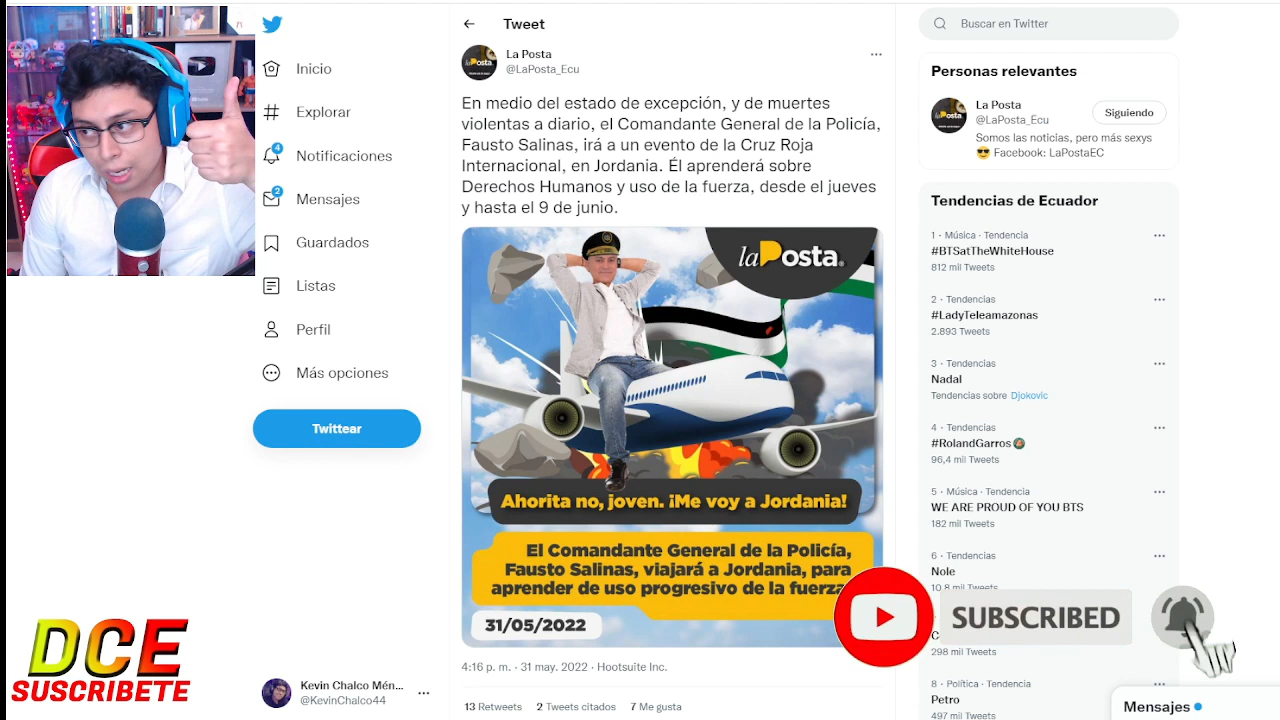 Tweet
Buscar en Twitter
La Posta
@LaPosta_Ecu
Inicio
Explorar
4
Notificaciones
2
Mensajes
Guardados
Listas
Perfil
Más opciones
Twittear
En medio del estado de excepción, y de muertes
violentas a diario, el Comandante General de la Policía,
Fausto Salinas, irá a un evento de la Cruz Roja
Internacional, en Jordania. Él aprenderá sobre
Derechos Humanos y uso de la fuerza, desde el jueves
y hasta el 9 de junio.
la Posta.
Ahorita no, joven. ¡Me voy a Jordania!
El Comandante General de la Policía,
Fausto Salinas, viajará a Jordania, para
aprender de uso progresivo de la fuerza.
31/05/2022
4:16 p. m. · 31 may. 2022 · Hootsuite Inc.
13 Retweets 2 Tweets citados 7 Me gusta
Personas relevantes
La Posta
@LaPosta_Ecu
Siguiendo
Somos las noticias, pero más sexys
😎 Facebook: LaPostaEC
Tendencias de Ecuador
1 · Música · Tendencia
#BTSatTheWhiteHouse
812 mil Tweets
2 · Tendencias
#LadyTeleamazonas
2.893 Tweets
3 · Tendencias
Nadal
Tendencias sobre Djokovic
4 · Tendencias
#RolandGarros
96,4 mil Tweets
5 · Música · Tendencia
WE ARE PROUD OF YOU BTS
182 mil Tweets
6 · Tendencias
Nole
10,8 mil Tweets
SUBSCRIBED
298 mil Tweets
8 · Política · Tendencia
Petro
497 mil Tweets
Mensajes
DCE
SUSCRIBETE
Kevin Chalco Mén...
@KevinChalco44